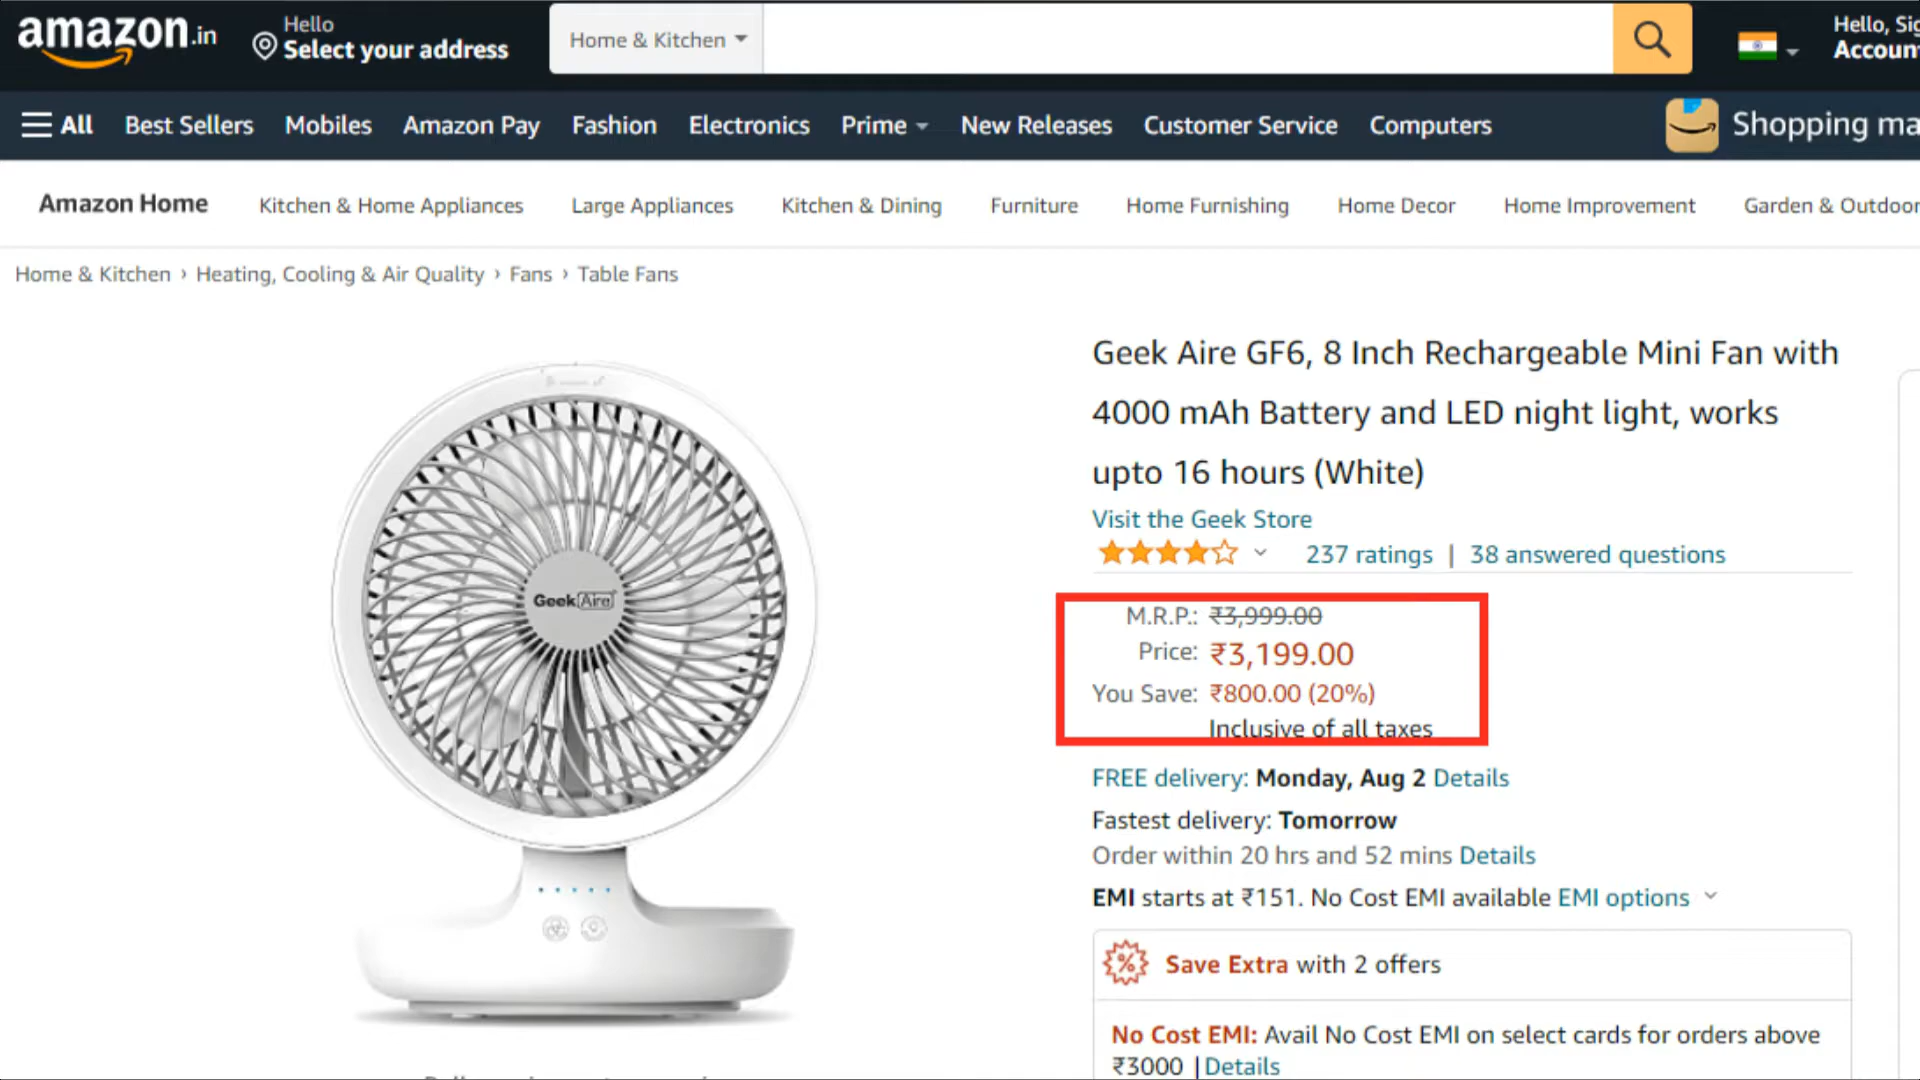 amazon.in
Hello
Select your address
Home & Kitchen
Hello, Sig
Accoun
All Best Sellers Mobiles Amazon Pay Fashion Electronics Prime New Releases Customer Service Computers
Shopping ma
Amazon Home Kitchen & Home Appliances Large Appliances Kitchen & Dining Furniture Home Furnishing Home Decor Home Improvement Garden & Outdoor
Home & Kitchen › Heating, Cooling & Air Quality › Fans › Table Fans
GeekAire
Geek Aire GF6, 8 Inch Rechargeable Mini Fan with
4000 mAh Battery and LED night light, works
upto 16 hours (White)
Visit the Geek Store
237 ratings | 38 answered questions
M.R.P.: ₹3,999.00
Price: ₹3,199.00
You Save: ₹800.00 (20%)
Inclusive of all taxes
FREE delivery: Monday, Aug 2 Details
Fastest delivery: Tomorrow
Order within 20 hrs and 52 mins Details
EMI starts at ₹151. No Cost EMI available EMI options
% Save Extra with 2 offers
No Cost EMI: Avail No Cost EMI on select cards for orders above
₹3000 | Details